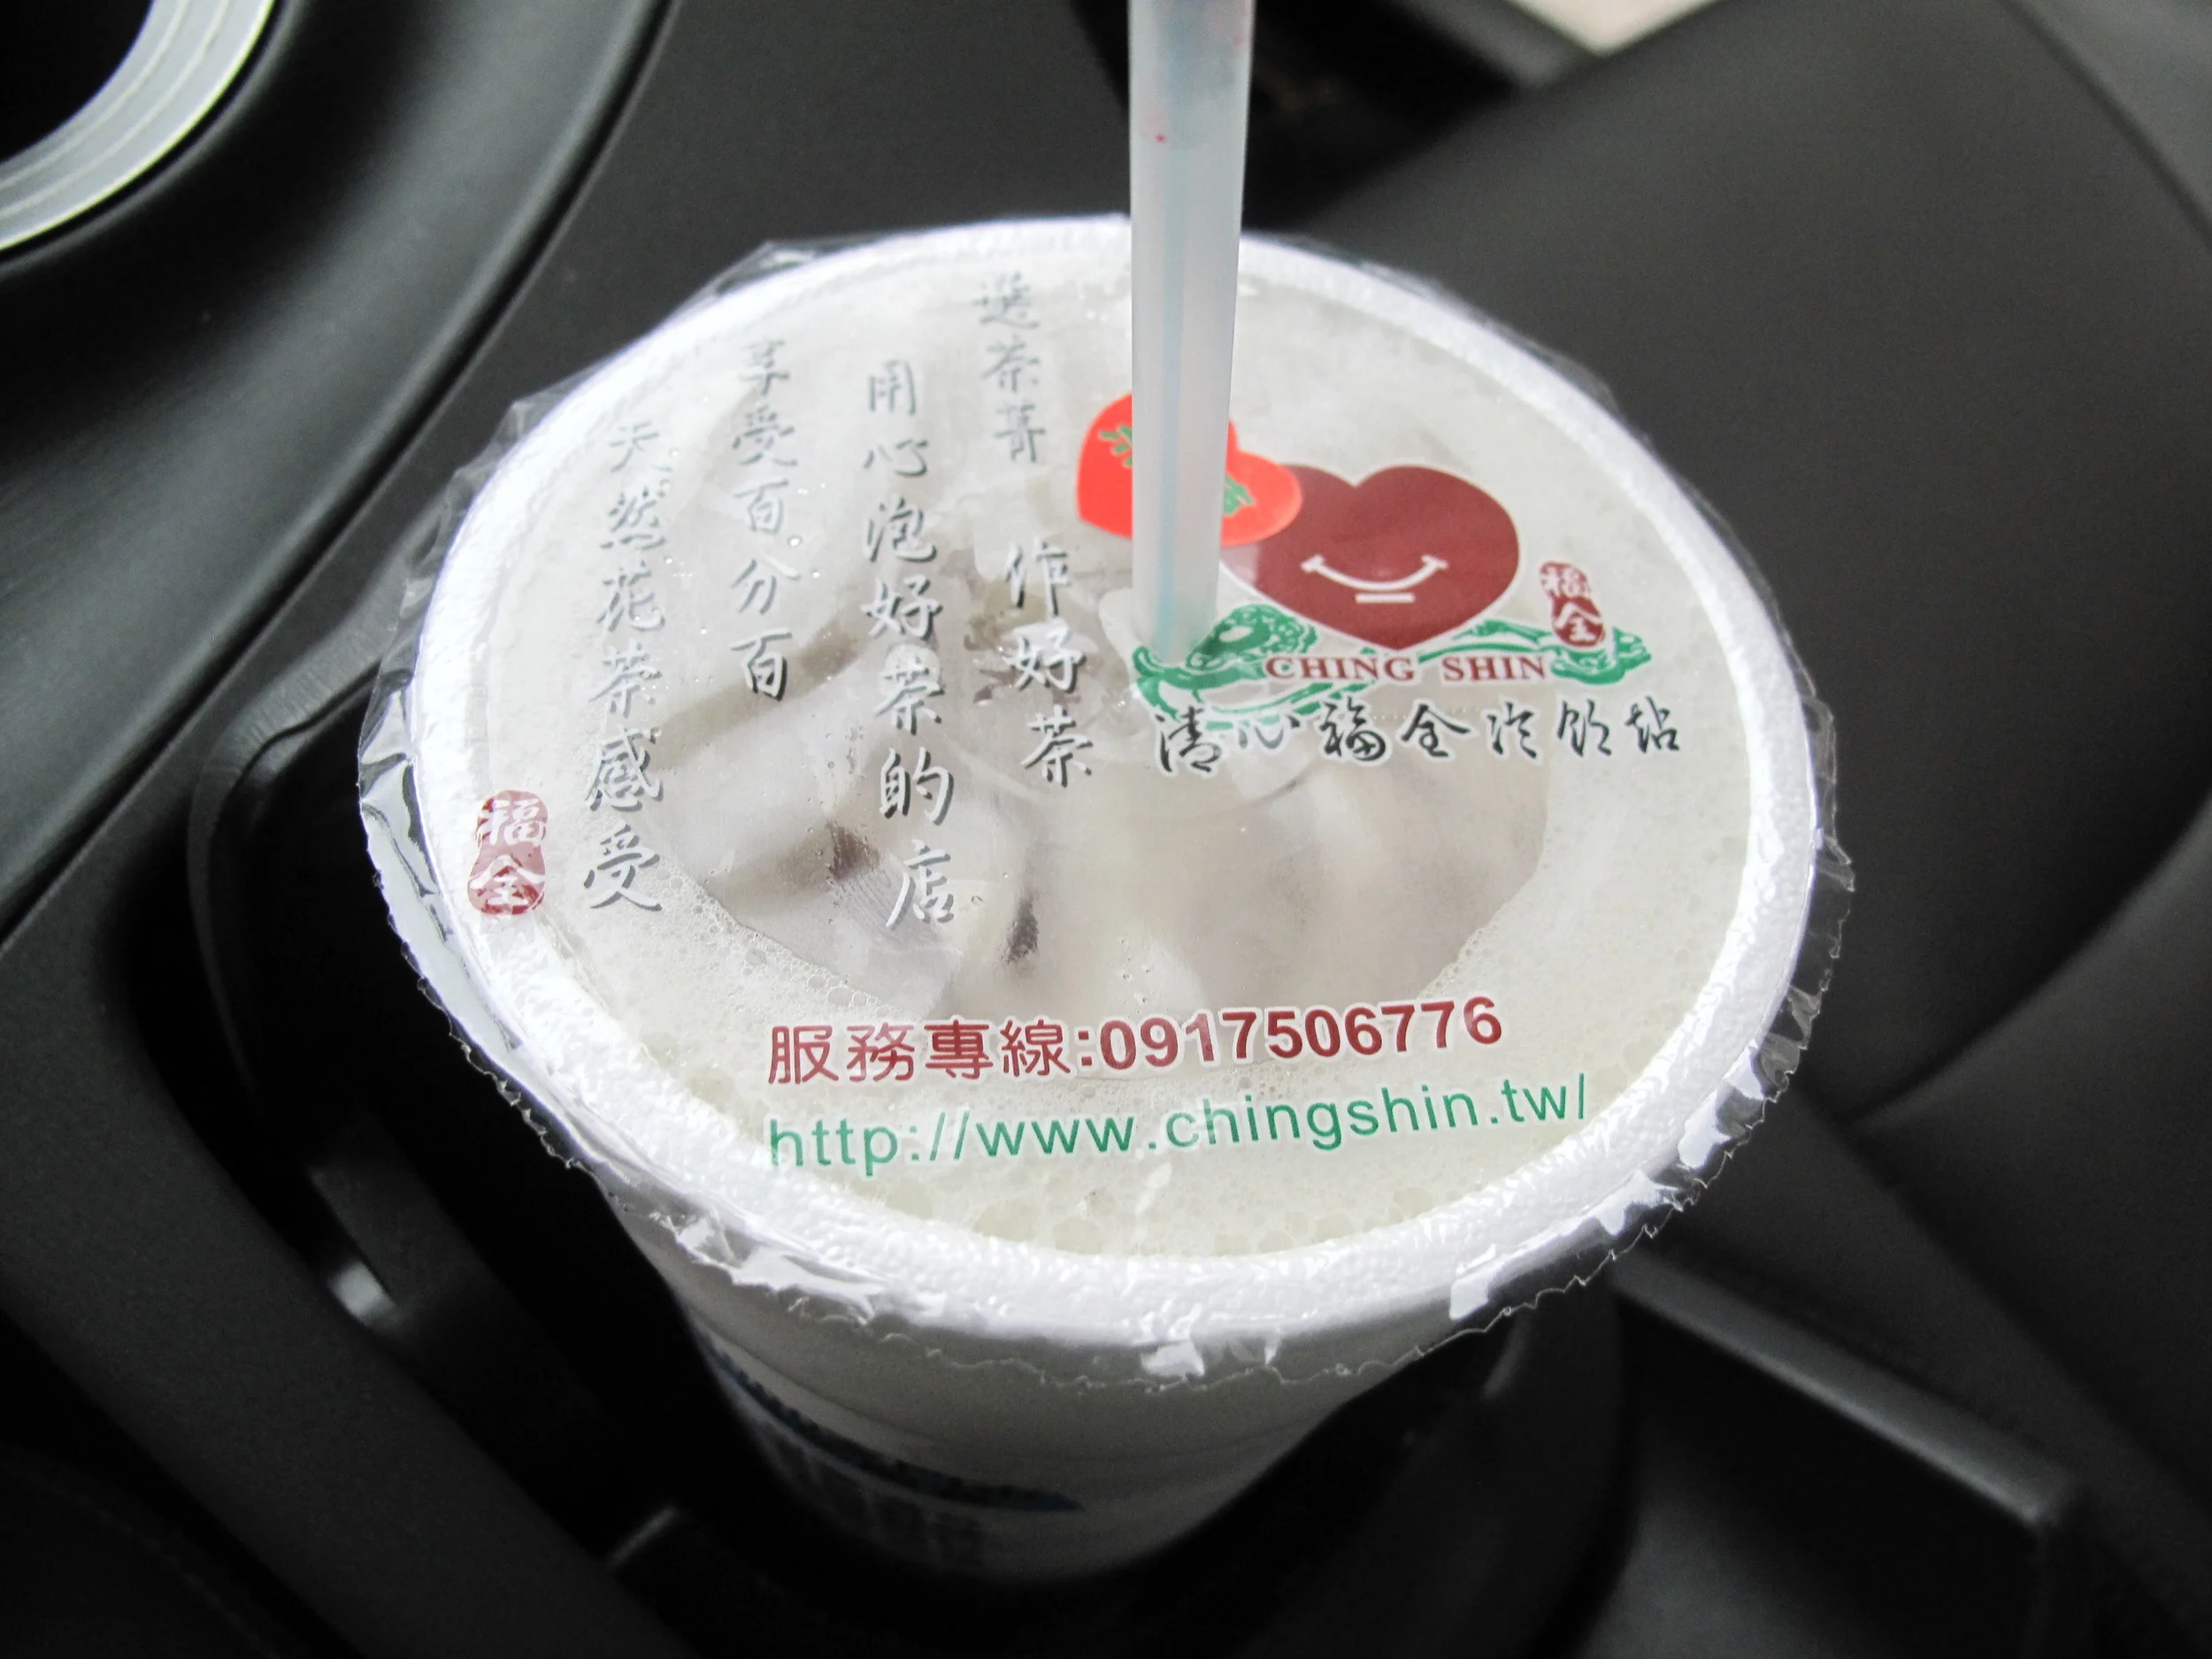 選茶菁 作好茶
用心泡好茶的店
享受百分百
天然花茶感受
福全
福全
CHING SHIN
清心福全冷飲站
服務專線:0917506776
http://www.chingshin.tw/